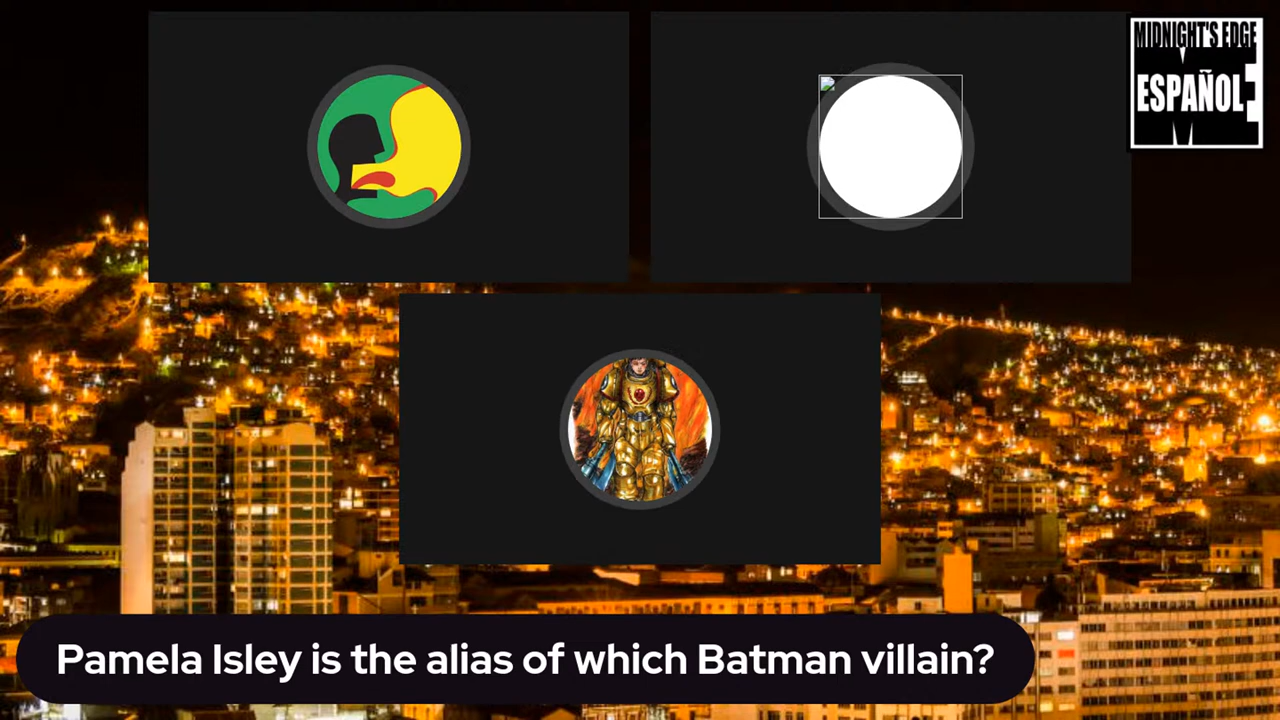 MIDNIGHT'S EDGE
ESPAÑOL
Pamela Isley is the alias of which Batman villain?